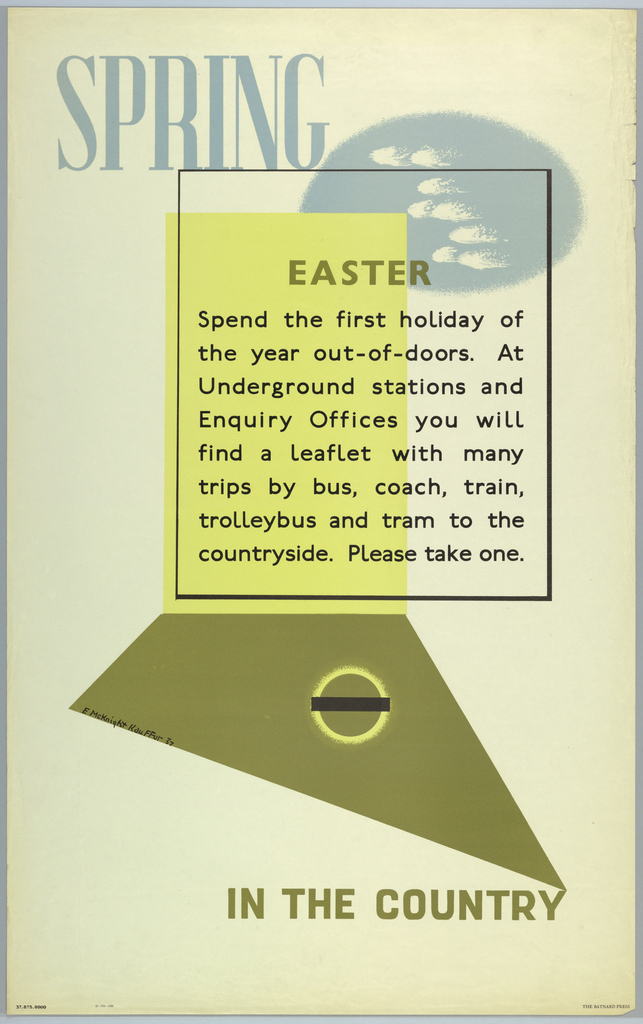 SPRING
EASTER
Spend the first holiday of
the year out-of-doors. At
Underground stations and
Enquiry Offices you will
find a leaflet with many
trips by bus, coach, train,
trolleybus and tram to the
countryside. Please take one.
E McKnight Kauffer 37
IN THE COUNTRY
THE BAYNARD PRESS